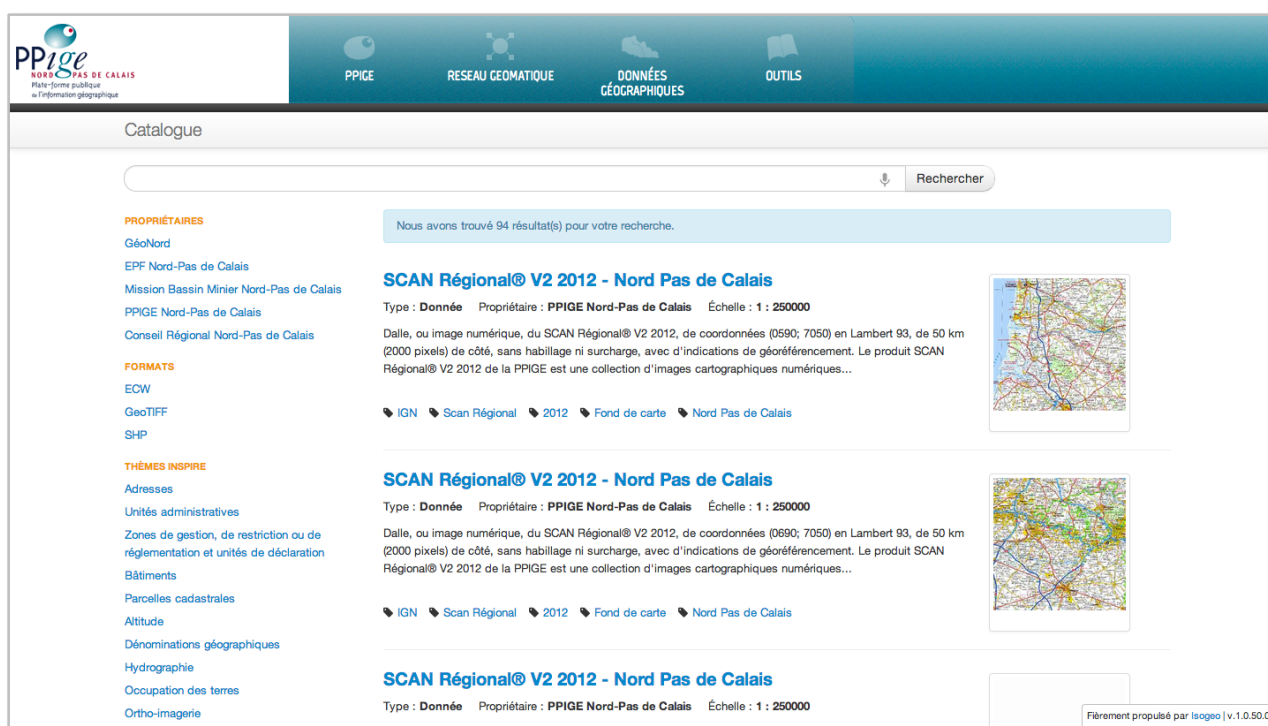 PPige
NORD PAS DE CALAIS
Plate-forme publique
de l'information géographique
PPIGE
RESEAU GEOMATIQUE
DONNÉES
GÉOGRAPHIQUES
OUTILS
Catalogue
Rechercher
PROPRIÉTAIRES
GéoNord
EPF Nord-Pas de Calais
Mission Bassin Minier Nord-Pas de Calais
PPIGE Nord-Pas de Calais
Conseil Régional Nord-Pas de Calais
FORMATS
ECW
GeoTIFF
SHP
THÈMES INSPIRE
Adresses
Unités administratives
Zones de gestion, de restriction ou de
réglementation et unités de déclaration
Bâtiments
Parcelles cadastrales
Altitude
Dénominations géographiques
Hydrographie
Occupation des terres
Ortho-imagerie
Nous avons trouvé 94 résultat(s) pour votre recherche.
SCAN Régional® V2 2012 - Nord Pas de Calais
Type : Donnée Propriétaire : PPIGE Nord-Pas de Calais Échelle : 1 : 250000
Dalle, ou image numérique, du SCAN Régional® V2 2012, de coordonnées (0590; 7050) en Lambert 93, de 50 km
(2000 pixels) de côté, sans habillage ni surcharge, avec d'indications de géoréférencement. Le produit SCAN
Régional® V2 2012 de la PPIGE est une collection d'images cartographiques numériques...
IGN Scan Régional 2012 Fond de carte Nord Pas de Calais
SCAN Régional® V2 2012 - Nord Pas de Calais
Type : Donnée Propriétaire : PPIGE Nord-Pas de Calais Échelle : 1 : 250000
Dalle, ou image numérique, du SCAN Régional® V2 2012, de coordonnées (0690; 7050) en Lambert 93, de 50 km
(2000 pixels) de côté, sans habillage ni surcharge, avec d'indications de géoréférencement. Le produit SCAN
Régional® V2 2012 de la PPIGE est une collection d'images cartographiques numériques...
IGN Scan Régional 2012 Fond de carte Nord Pas de Calais
SCAN Régional® V2 2012 - Nord Pas de Calais
Type : Donnée Propriétaire : PPIGE Nord-Pas de Calais Échelle : 1 : 250000
Fièrement propulsé par Isogeo | v.1.0.50.0